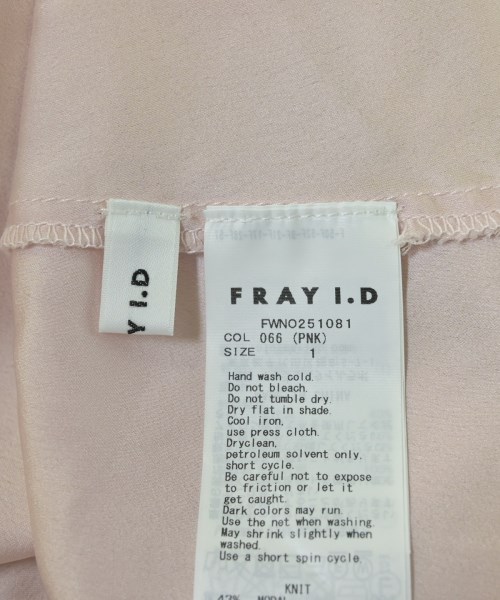 Y I.D
FRAY I.D
FWNO251081
COL 066 (PNK)
SIZE 1
Hand wash cold.
Do not bleach.
Do not tumble dry.
Dry flat in shade.
Cool iron,
use press cloth.
Dryclean,
petroleum solvent only,
short cycle.
Be careful not to expose
to friction or let it
get caught.
Dark colors may run.
Use the net when washing.
May shrink slightly when
washed.
Use a short spin cycle.
KNIT